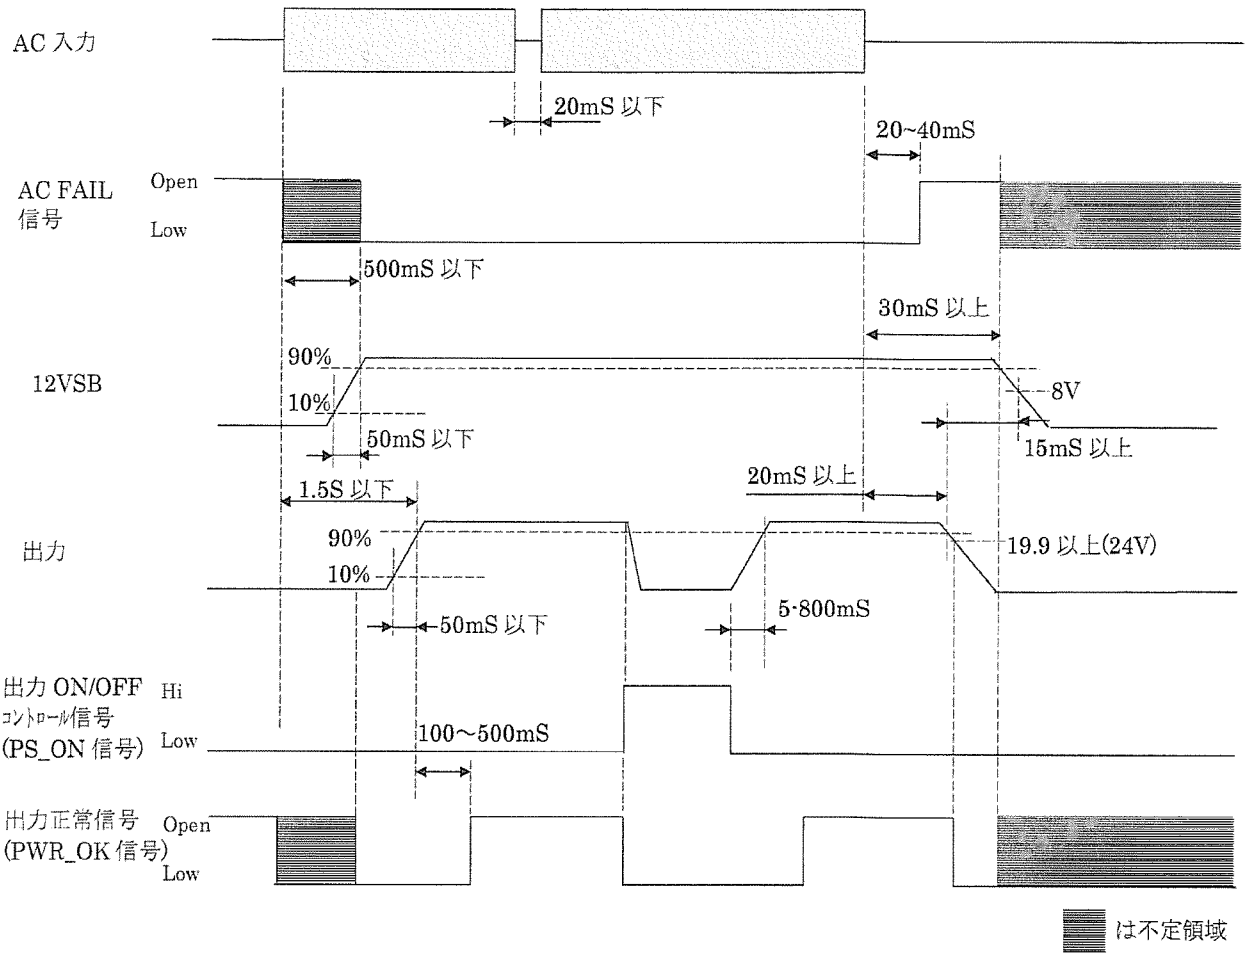 AC 入力
20mS 以下
20~40mS
AC FAIL
信号
Open
Low
500mS 以下
30mS 以上
12VSB
90%
10%
50mS 以下
8V
15mS 以上
1.5S 以下
20mS 以上
出力
90%
10%
50mS 以下
5-800mS
19.9 以上(24V)
出力 ON/OFF
コントロール信号
(PS_ON 信号)
Hi
Low
100～500mS
出力正常信号
(PWR_OK 信号)
Open
Low
は不定領域